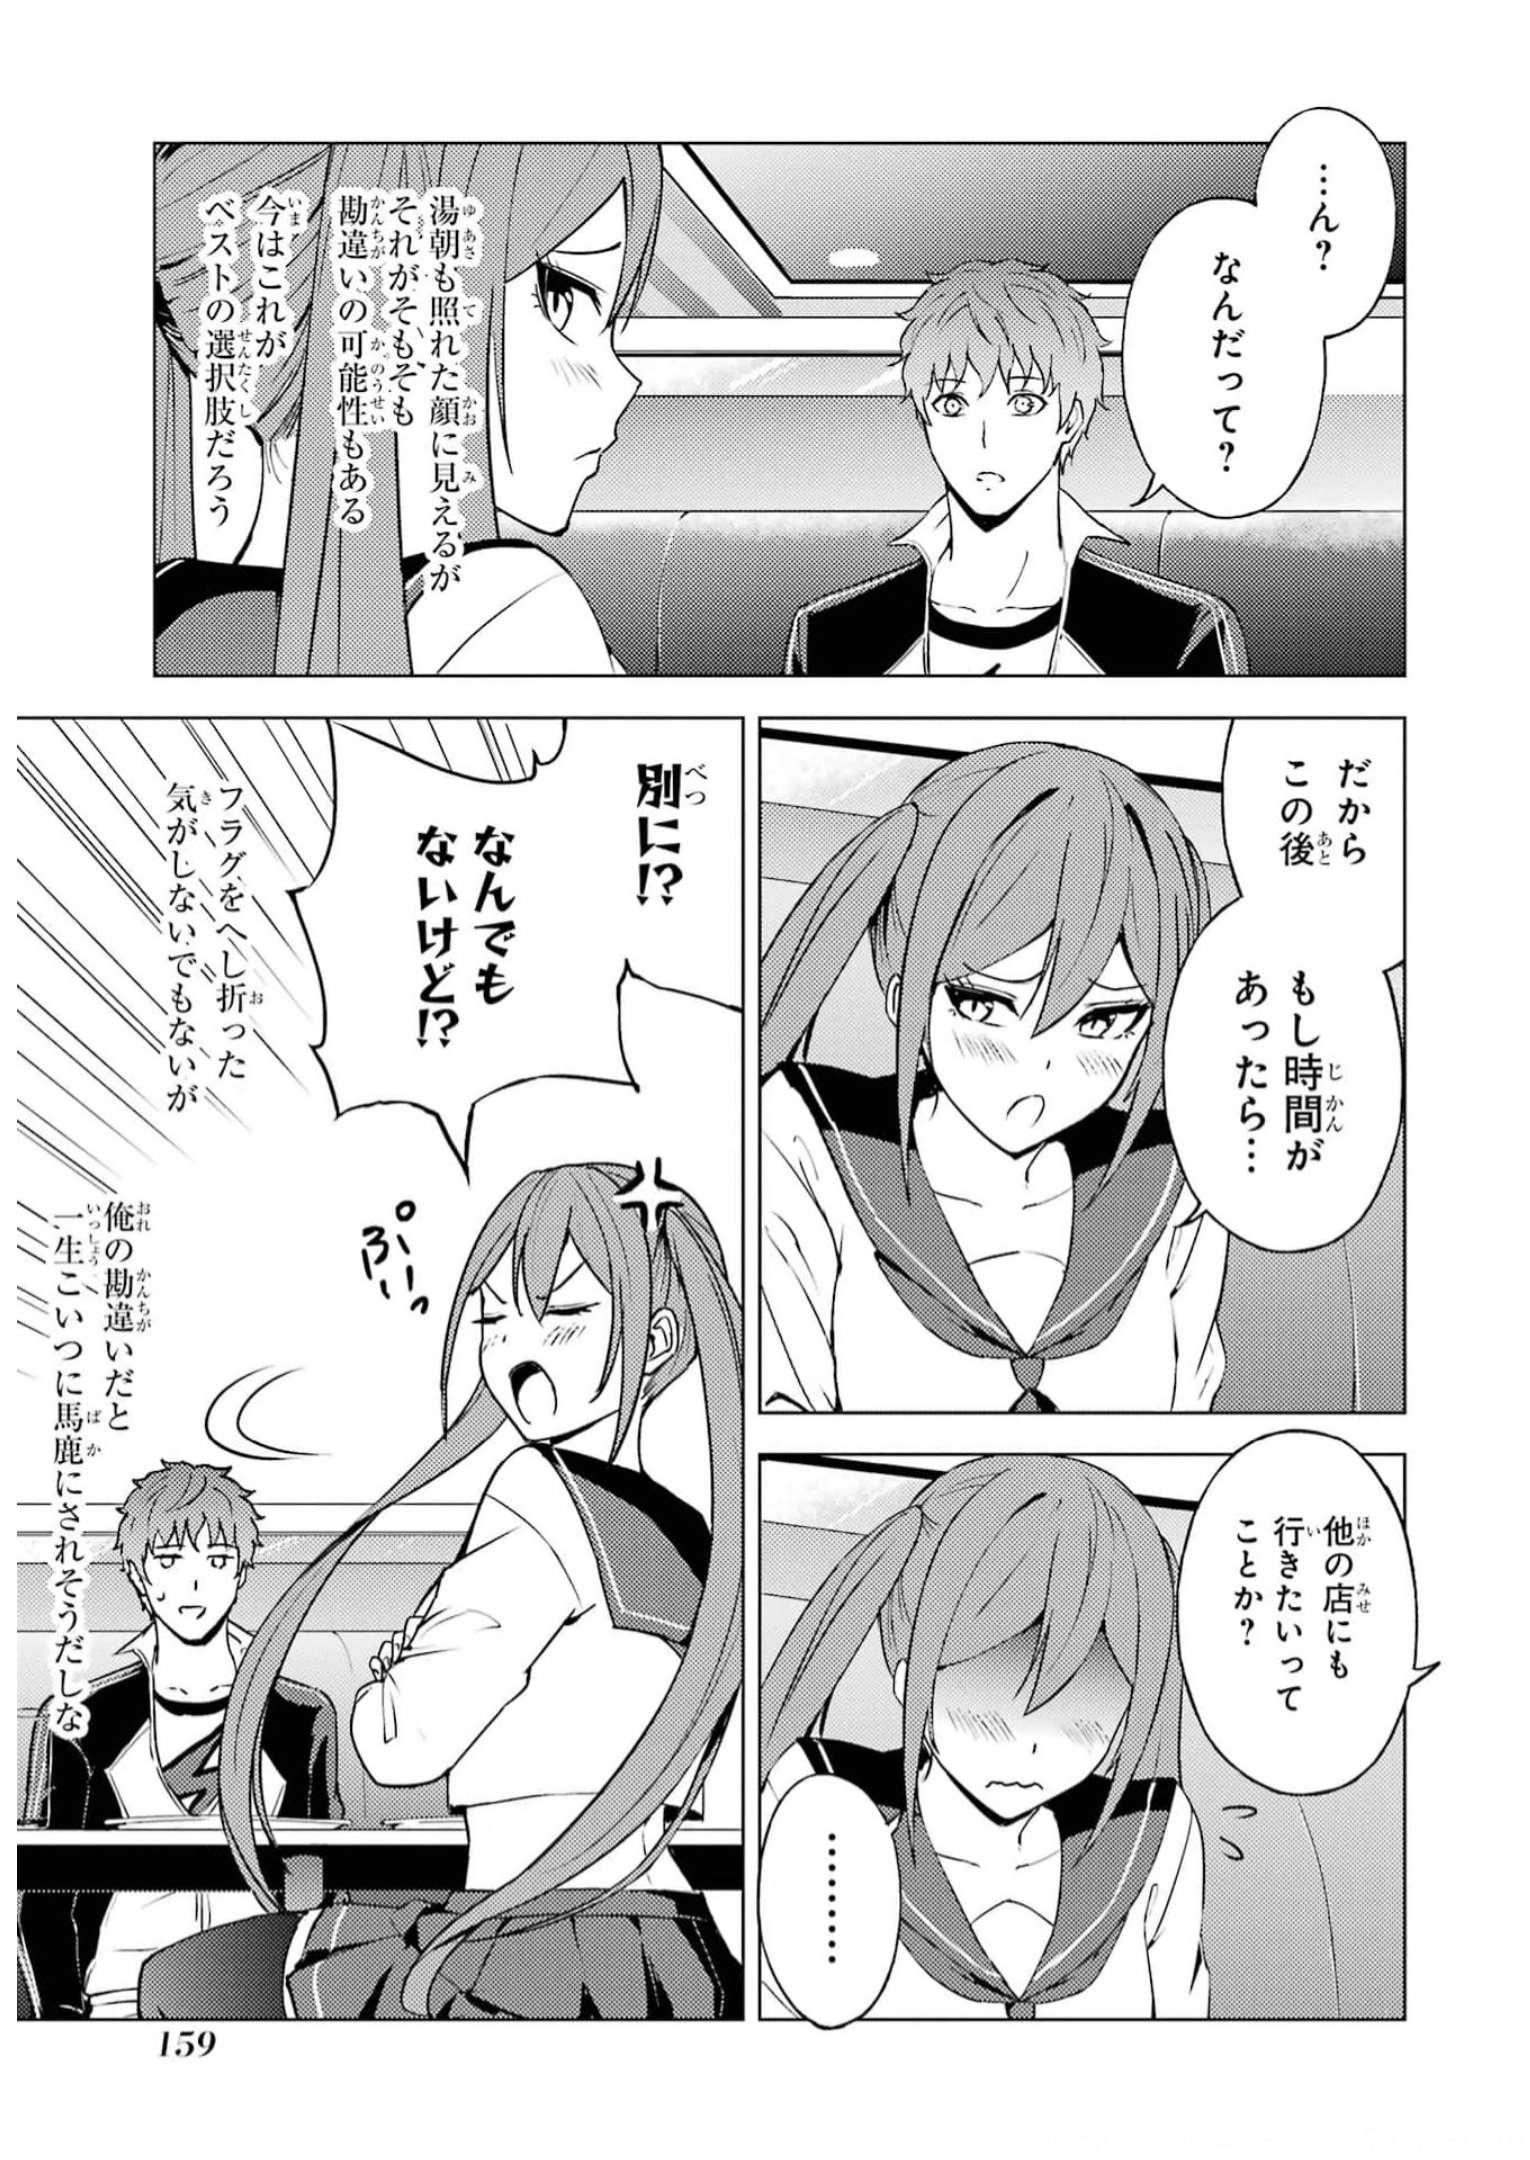 …ん?
なんだって?
湯朝も照れた顔に見えるが
それがそもそも
勘違いの可能性もある
今はこれが
ベストの選択肢だろう
だから
この後
もし時間が
あったら…
他の店にも
行きたいって
ことか?
…………
別に!?
なんでも
ないけど!?
ぷいっ
フラグをへし折った
気がしないでもないが
俺の勘違いだと
一生こいつに馬鹿にされそうだしな
159